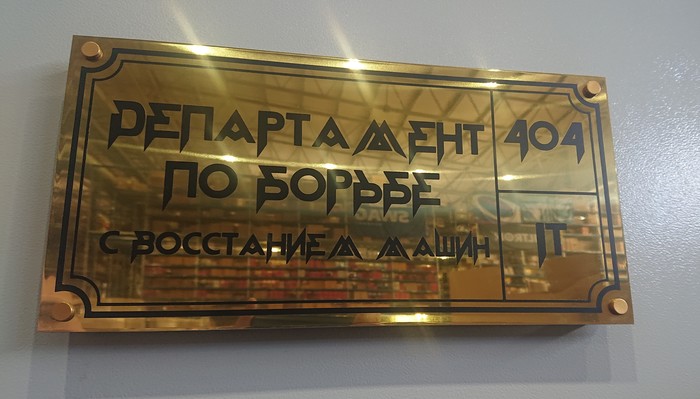 ДЕПАРТАМЕНТ
ПО БОРЬБЕ
С ВОССТАНИЕМ МАШИН
404
IT